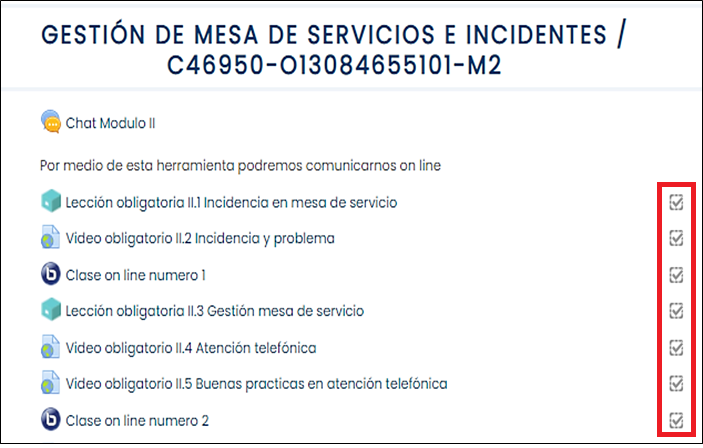 GESTIÓN DE MESA DE SERVICIOS E INCIDENTES /
C46950-O13084655101-M2
Chat Modulo II
Por medio de esta herramienta podremos comunicarnos on line
Lección obligatoria II.1 Incidencia en mesa de servicio
Video obligatorio II.2 Incidencia y problema
b Clase on line numero 1
Lección obligatoria II.3 Gestión mesa de servicio
Video obligatorio II.4 Atención telefónica
Video obligatorio II.5 Buenas practicas en atención telefónica
b Clase on line numero 2